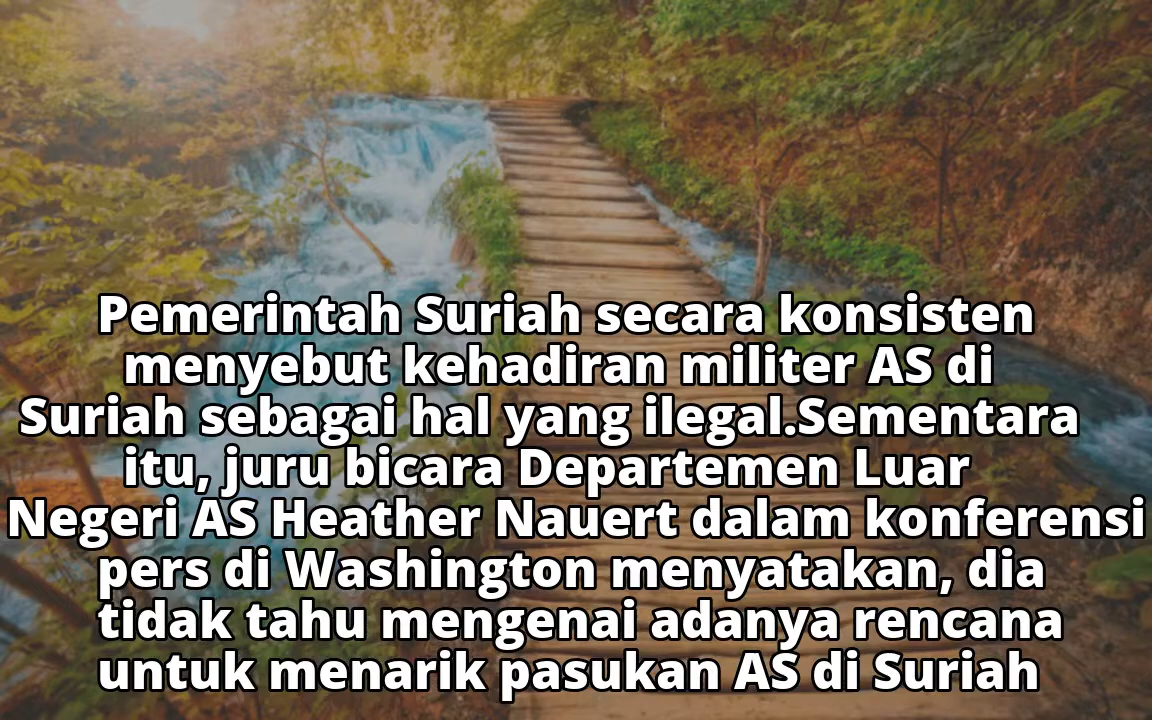 Pemerintah Suriah secara konsisten
menyebut kehadiran militer AS di
Suriah sebagai hal yang ilegal.Sementara
itu, juru bicara Departemen Luar
Negeri AS Heather Nauert dalam konferensi
pers di Washington menyatakan, dia
tidak tahu mengenai adanya rencana
untuk menarik pasukan AS di Suriah